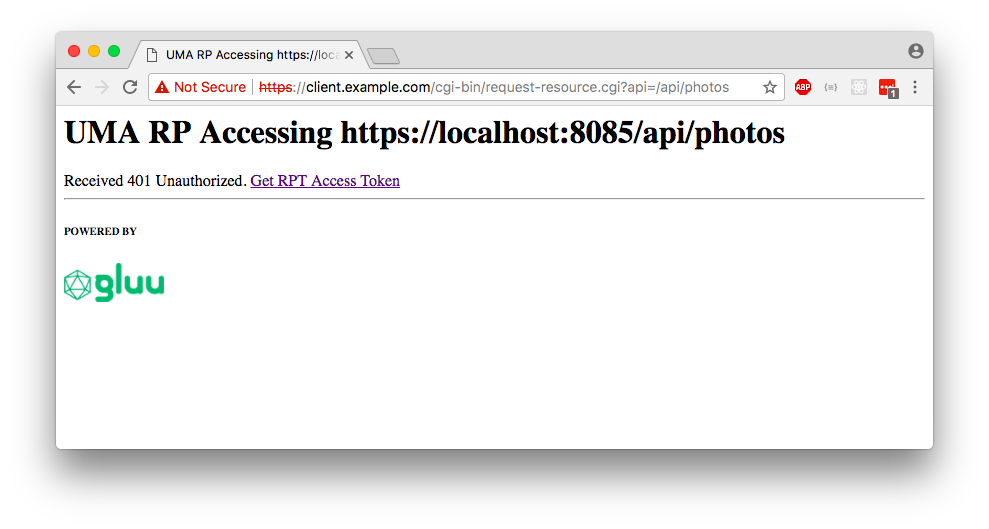 UMA RP Accessing https://loca
Not Secure https://client.example.com/cgi-bin/request-resource.cgi?api=/api/photos
ABP
1
UMA RP Accessing https://localhost:8085/api/photos
Received 401 Unauthorized. Get RPT Access Token
POWERED BY
gluu